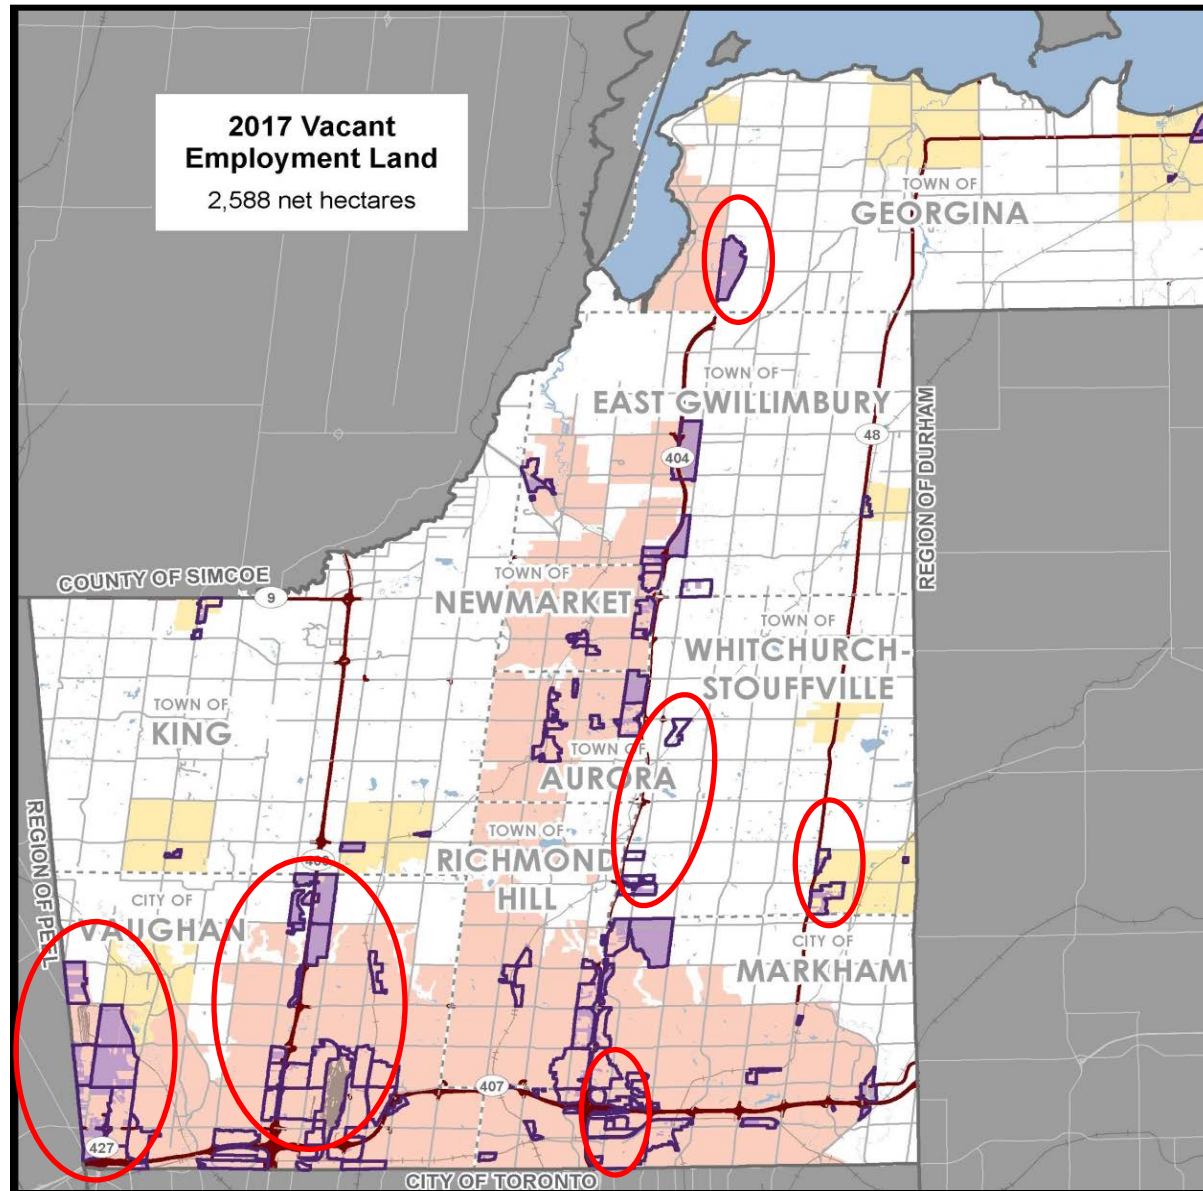 2017 Vacant
Employment Land
2,588 net hectares
TOWN OF
GEORGINA
TOWN OF
EAST GWILLIMBURY
404
48
REGION OF DURHAM
COUNTY OF SIMCOE
9
TOWN OF
NEWMARKET
TOWN OF
WHITCHURCH-
STOUFFVILLE
TOWN OF
KING
TOWN OF
AURORA
REGION OF PEEL
TOWN OF
RICHMOND
HILL
400
CITY OF
VAUGHAN
CITY OF
MARKHAM
407
427
CITY OF TORONTO